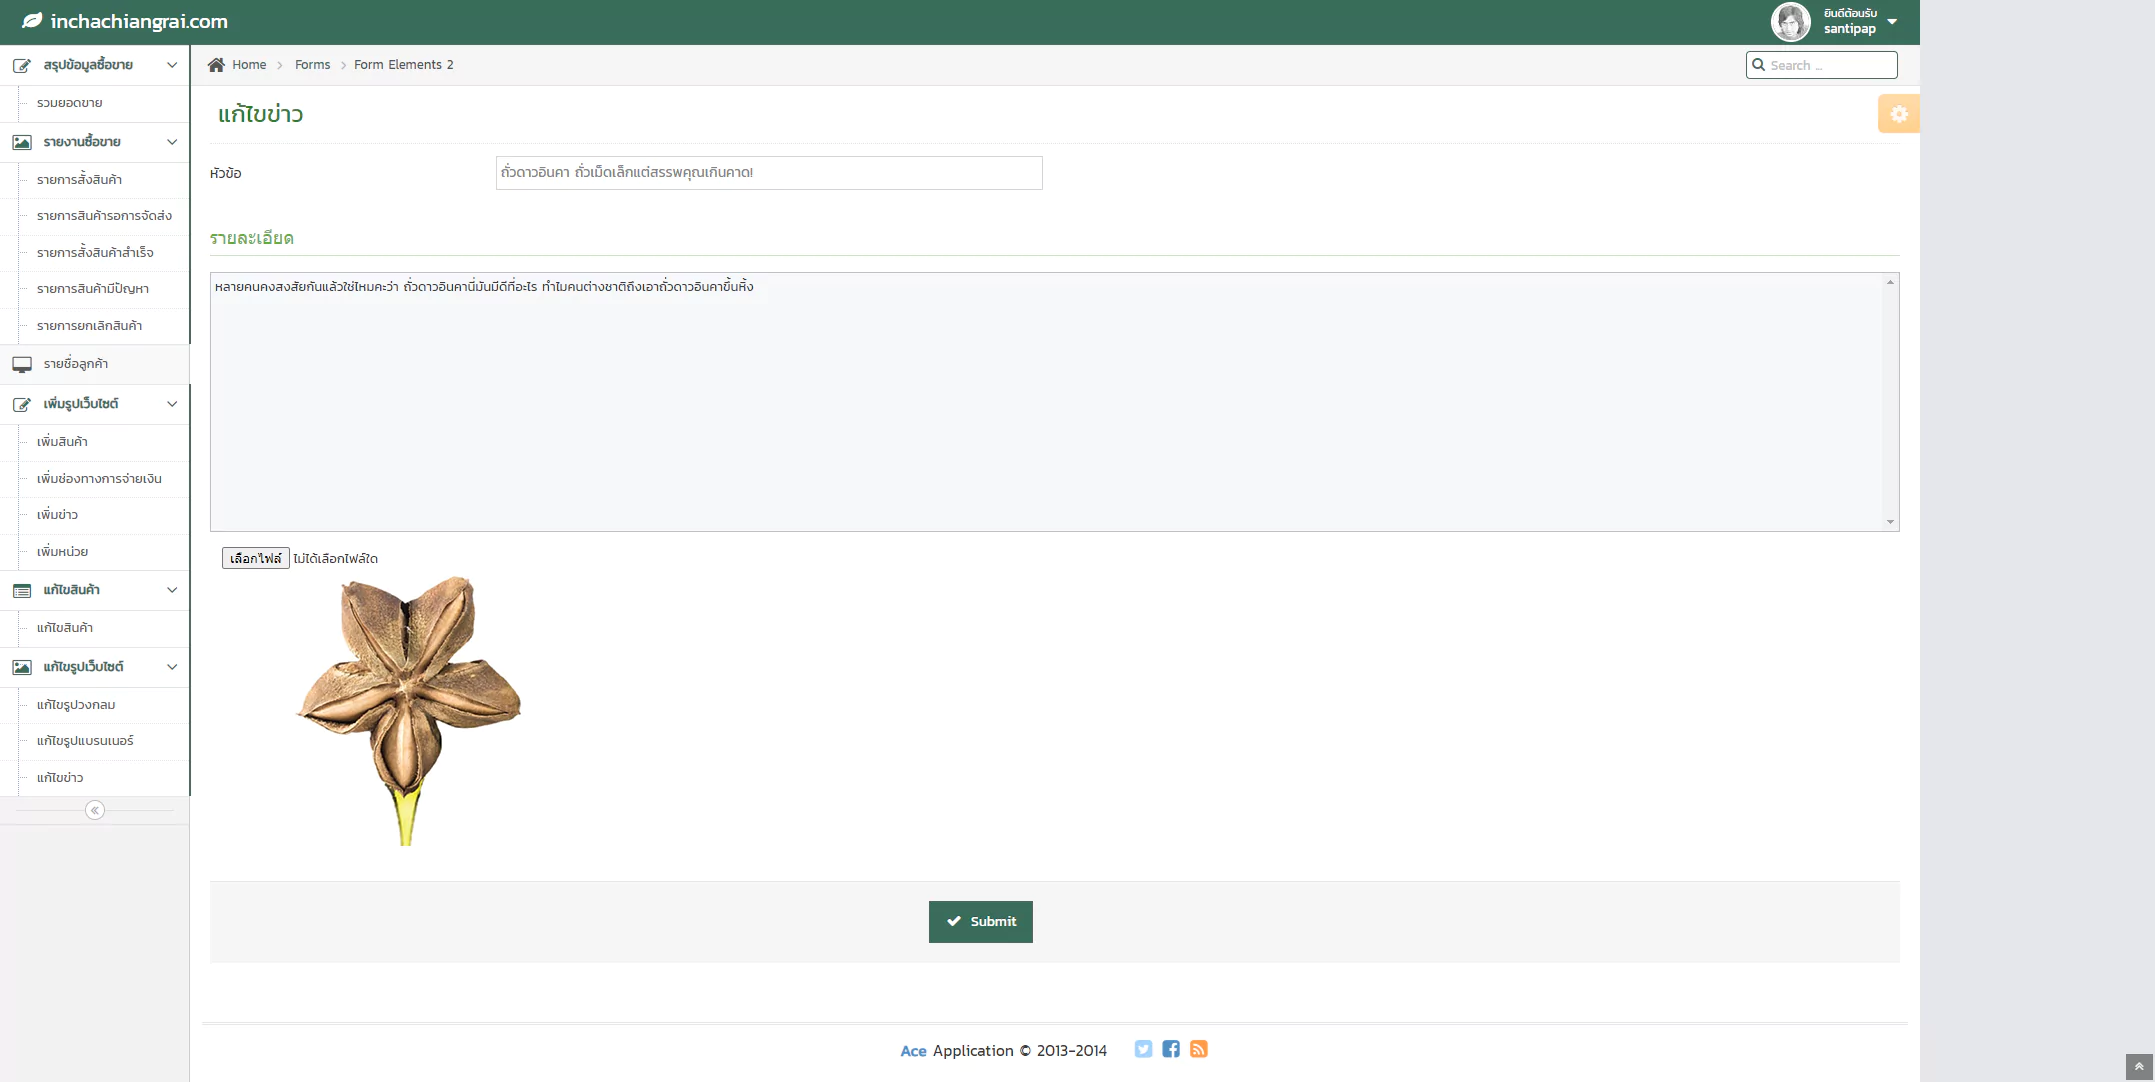 inchachiangrai.com
ยินดีต้อนรับ
santipap
สรุปข้อมูลซื้อขาย
รวมยอดขาย
รายงานซื้อขาย
รายการสั้งสินค้า
รายการสินค้ารอการจัดส่ง
รายการสั้งสินค้าสำเร็จ
รายการสินค้ามีปัญหา
รายการยกเลิกสินค้า
รายชื่อลูกค้า
เพิ่มรูปเว็บไซต์
เพิ่มสินค้า
เพิ่มช่องทางการจ่ายเงิน
เพิ่มข่าว
เพิ่มหน่วย
แก้ไขสินค้า
แก้ไขสินค้า
แก้ไขรูปเว็บไซต์
แก้ไขรูปวงกลม
แก้ไขรูปแบรนเนอร์
แก้ไขข่าว
Home
Forms
Form Elements 2
Search ...
แก้ไขข่าว
หัวข้อ
ถั่วดาวอินคา ถั่วเม็ดเล็กแต่สรรพคุณเกินคาด!
รายละเอียด
หลายคนคงสงสัยกันแล้วใช่ไหมคะว่า ถั่วดาวอินคานี่มันมีดีที่อะไร ทำไมคนต่างชาติถึงเอาถั่วดาวอินคาขึ้นหิ้ง
เลือกไฟล์ ไม่ได้เลือกไฟล์ใด
Submit
Ace Application © 2013-2014